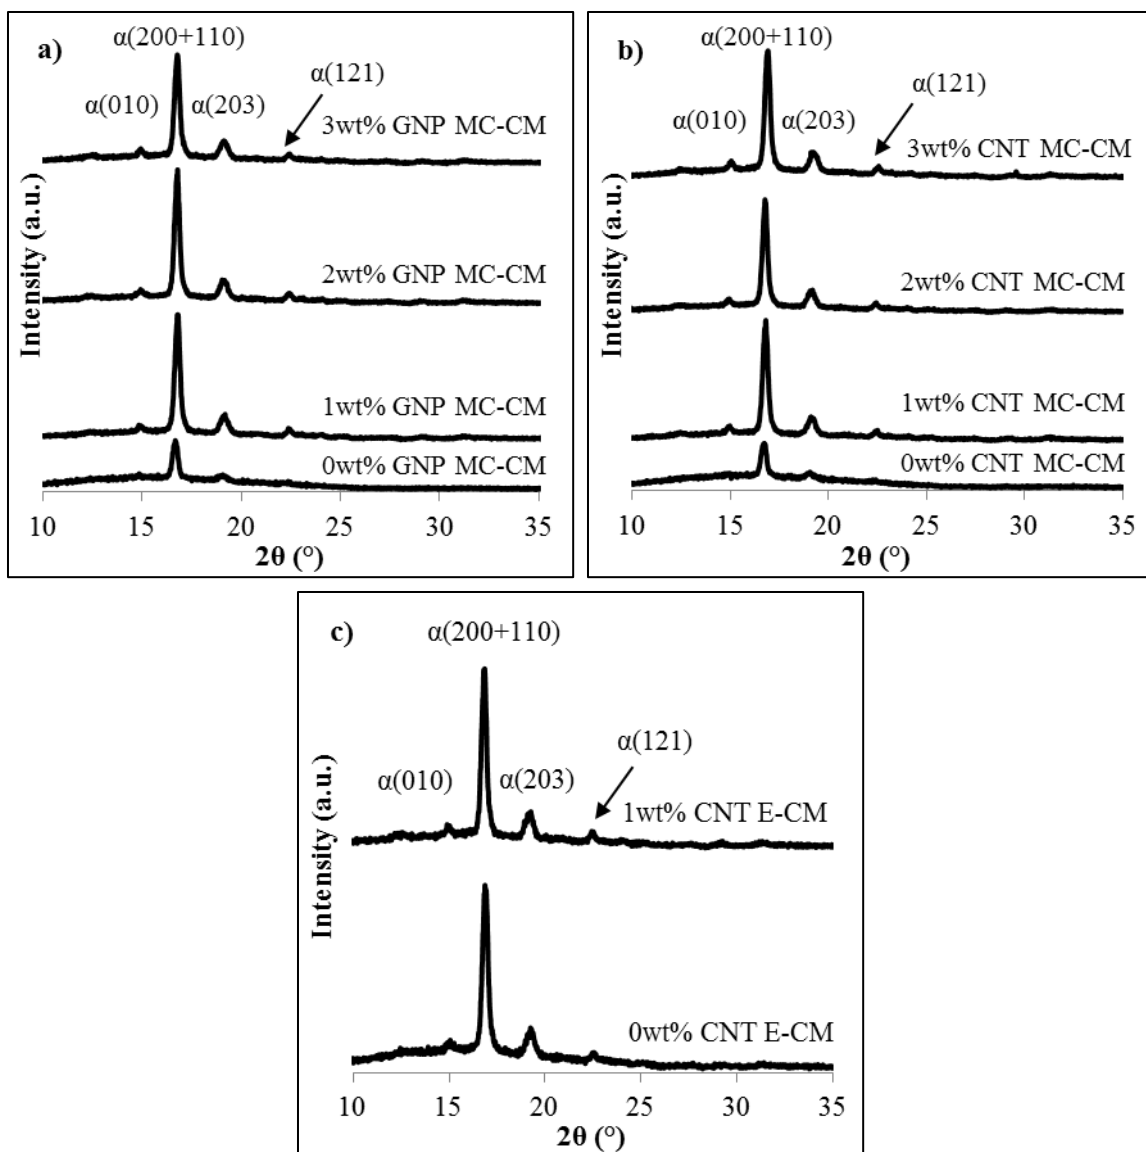 a)
α(200+110)
α(121)
α(010)
α(203)
3wt% GNP MC-CM
2wt% GNP MC-CM
1wt% GNP MC-CM
0wt% GNP MC-CM
Intensity (a.u.)
10 15 20 25 30 35
2θ (°)
b)
α(200+110)
α(121)
α(010)
α(203)
3wt% CNT MC-CM
2wt% CNT MC-CM
1wt% CNT MC-CM
0wt% CNT MC-CM
Intensity (a.u.)
10 15 20 25 30 35
2θ (°)
c)
α(200+110)
α(121)
α(010)
α(203)
1wt% CNT E-CM
0wt% CNT E-CM
Intensity (a.u.)
10 15 20 25 30 35
2θ (°)